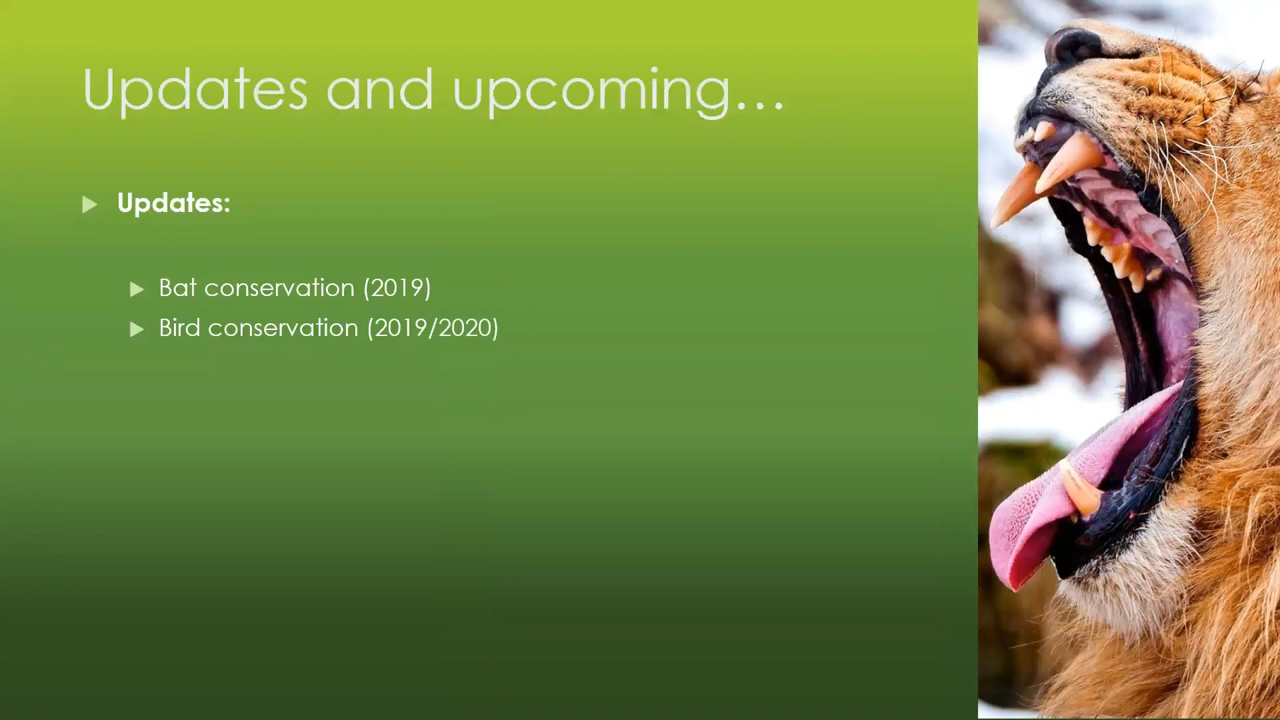 Updates and upcoming…
Updates:
Bat conservation (2019)
Bird conservation (2019/2020)